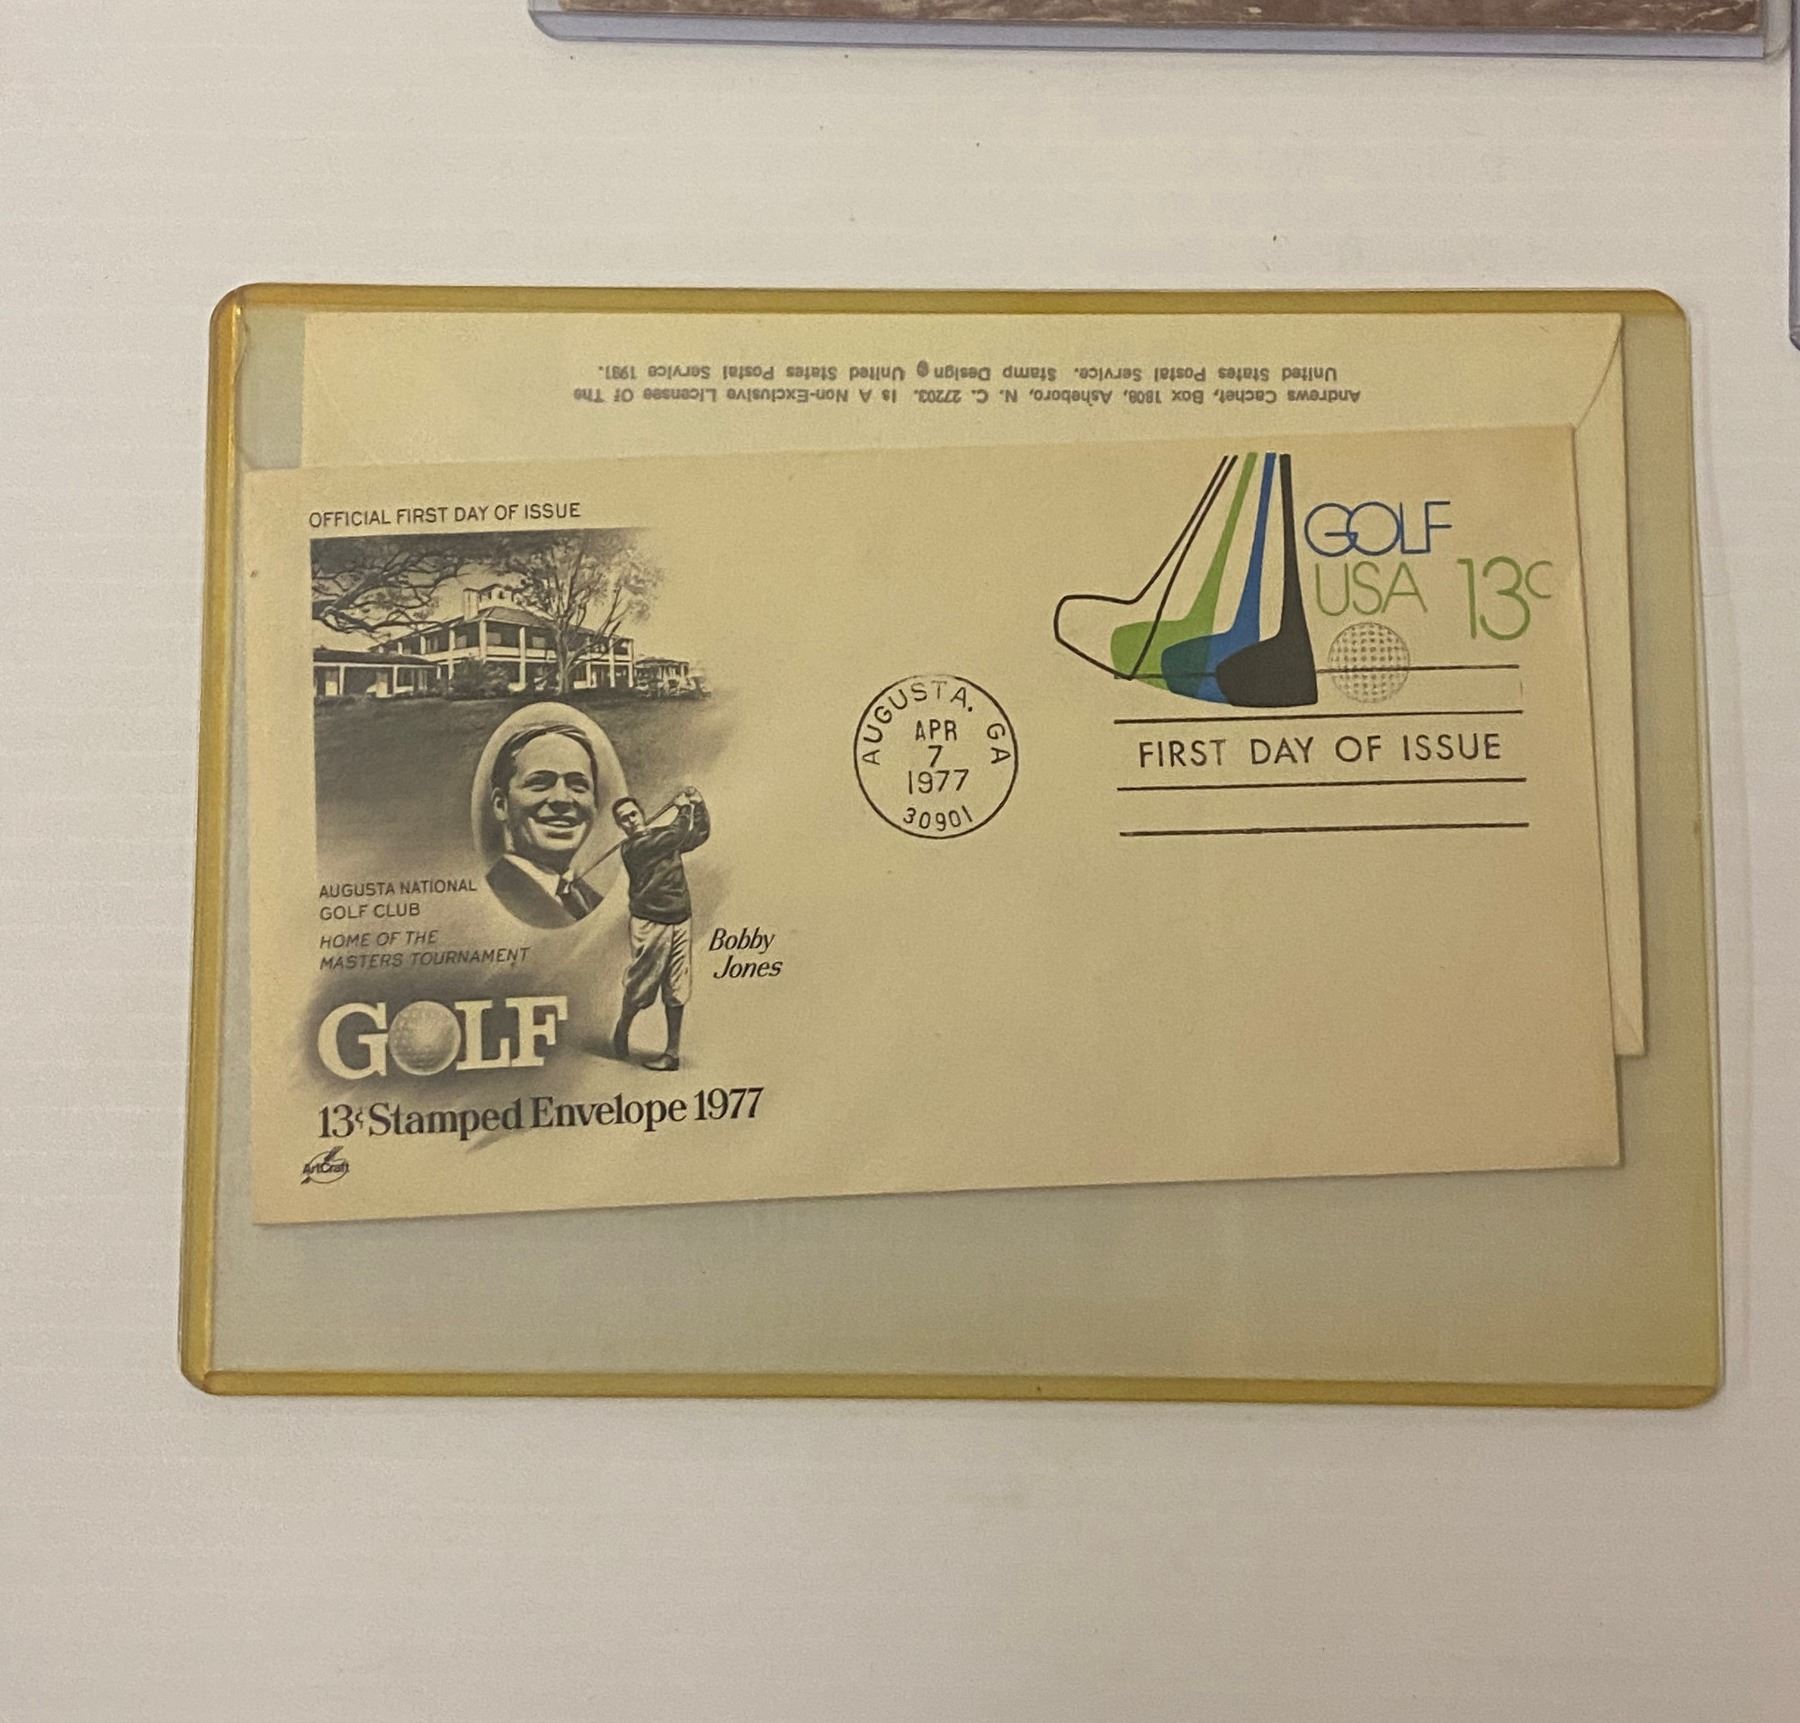 Andrews Cachet, Box 1808, Asheboro, N. C. 27203. Is A Non-Exclusive Licensee Of The
United States Postal Service. Stamp Design © United States Postal Service 1981.
OFFICIAL FIRST DAY OF ISSUE
AUGUSTA NATIONAL
GOLF CLUB
HOME OF THE
MASTERS TOURNAMENT
Bobby
Jones
GOLF
13¢ Stamped Envelope 1977
ArtCraft
GOLF
USA 13c
AUGUSTA. GA
APR
7
1977
30901
FIRST DAY OF ISSUE